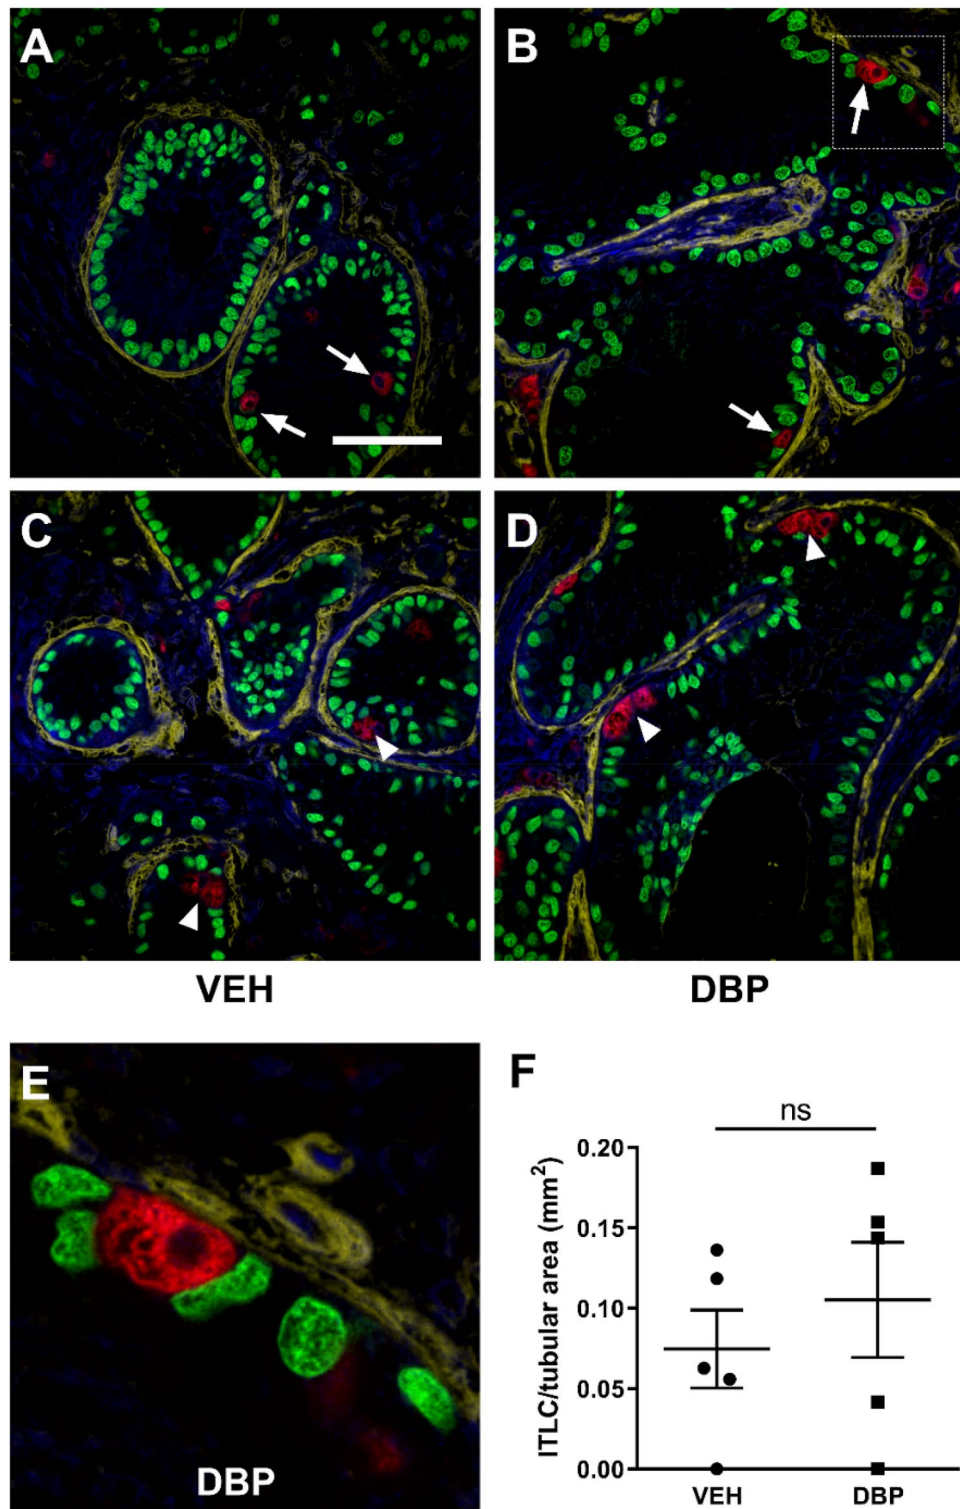 A
B
C
D
VEH
DBP
E
DBP
F
ns
ITLC/tubular area (mm²)
0.20
0.15
0.10
0.05
0.00
VEH
DBP